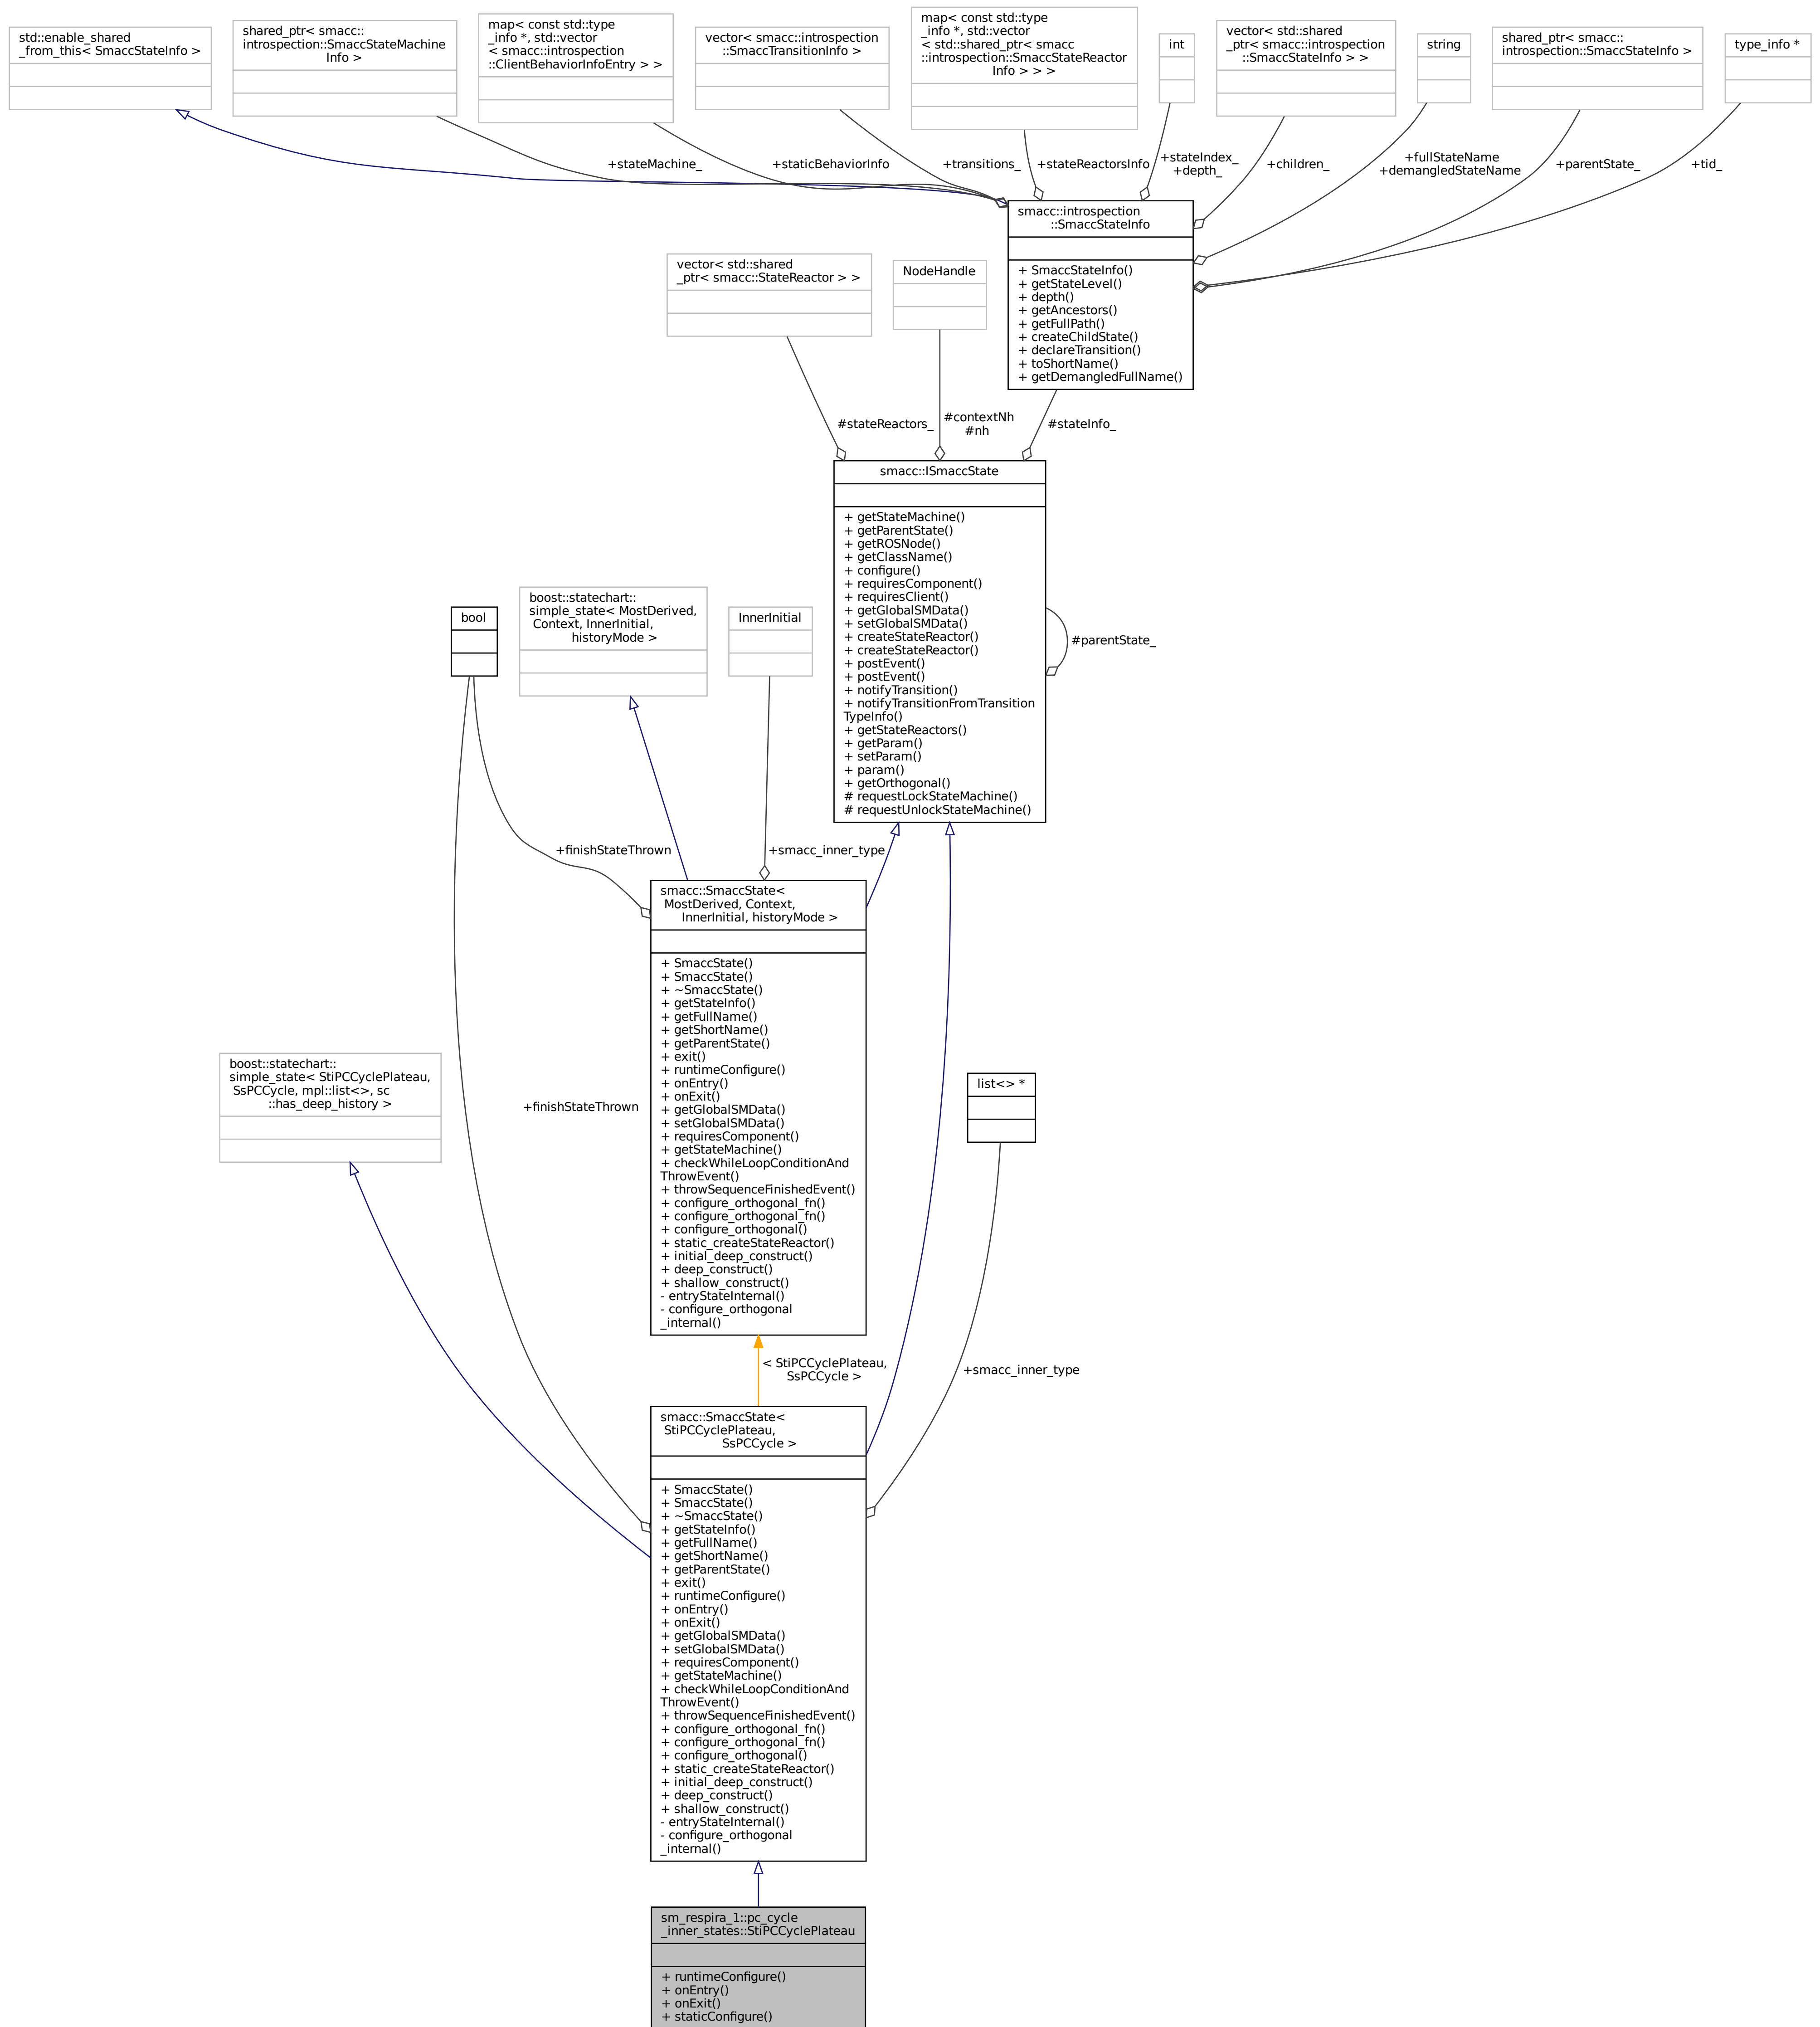 std::enable_shared
_from_this< SmaccStateInfo >
shared_ptr< smacc::
introspection::SmaccStateMachine
Info >
map< const std::type
_info *, std::vector
< smacc::introspection
::ClientBehaviorInfoEntry > >
vector< smacc::introspection
::SmaccTransitionInfo >
map< const std::type
_info *, std::vector
< std::shared_ptr< smacc
::introspection::SmaccStateReactor
Info > > >
int
vector< std::shared
_ptr< smacc::introspection
::SmaccStateInfo > >
string
shared_ptr< smacc::
introspection::SmaccStateInfo >
type_info *
+stateMachine_
+staticBehaviorInfo
+transitions_
+stateReactorsInfo
+stateIndex_
+depth_
+children_
+fullStateName
+demangledStateName
+parentState_
+tid_
smacc::introspection
::SmaccStateInfo
+ SmaccStateInfo()
+ getStateLevel()
+ depth()
+ getAncestors()
+ getFullPath()
+ createChildState()
+ declareTransition()
+ toShortName()
+ getDemangledFullName()
vector< std::shared
_ptr< smacc::StateReactor > >
NodeHandle
#stateReactors_
#contextNh
#nh
#stateInfo_
smacc::ISmaccState
+ getStateMachine()
+ getParentState()
+ getROSNode()
+ getClassName()
+ configure()
+ requiresComponent()
+ requiresClient()
+ getGlobalSMData()
+ setGlobalSMData()
+ createStateReactor()
+ createStateReactor()
+ postEvent()
+ postEvent()
+ notifyTransition()
+ notifyTransitionFromTransition
TypeInfo()
+ getStateReactors()
+ getParam()
+ setParam()
+ param()
+ getOrthogonal()
# requestLockStateMachine()
# requestUnlockStateMachine()
#parentState_
bool
boost::statechart::
simple_state< MostDerived,
Context, InnerInitial,
historyMode >
InnerInitial
+finishStateThrown
+smacc_inner_type
smacc::SmaccState<
MostDerived, Context,
InnerInitial, historyMode >
+ SmaccState()
+ SmaccState()
+ ~SmaccState()
+ getStateInfo()
+ getFullName()
+ getShortName()
+ getParentState()
+ exit()
+ runtimeConfigure()
+ onEntry()
+ onExit()
+ getGlobalSMData()
+ setGlobalSMData()
+ requiresComponent()
+ getStateMachine()
+ checkWhileLoopConditionAnd
ThrowEvent()
+ throwSequenceFinishedEvent()
+ configure_orthogonal_fn()
+ configure_orthogonal_fn()
+ configure_orthogonal()
+ static_createStateReactor()
+ initial_deep_construct()
+ deep_construct()
+ shallow_construct()
- entryStateInternal()
- configure_orthogonal
_internal()
boost::statechart::
simple_state< StiPCCyclePlateau,
SsPCCycle, mpl::list<>, sc
::has_deep_history >
+finishStateThrown
list<> *
< StiPCCyclePlateau,
SsPCCycle >
+smacc_inner_type
smacc::SmaccState<
StiPCCyclePlateau,
SsPCCycle >
+ SmaccState()
+ SmaccState()
+ ~SmaccState()
+ getStateInfo()
+ getFullName()
+ getShortName()
+ getParentState()
+ exit()
+ runtimeConfigure()
+ onEntry()
+ onExit()
+ getGlobalSMData()
+ setGlobalSMData()
+ requiresComponent()
+ getStateMachine()
+ checkWhileLoopConditionAnd
ThrowEvent()
+ throwSequenceFinishedEvent()
+ configure_orthogonal_fn()
+ configure_orthogonal_fn()
+ configure_orthogonal()
+ static_createStateReactor()
+ initial_deep_construct()
+ deep_construct()
+ shallow_construct()
- entryStateInternal()
- configure_orthogonal
_internal()
sm_respira_1::pc_cycle
_inner_states::StiPCCyclePlateau
+ runtimeConfigure()
+ onEntry()
+ onExit()
+ staticConfigure()